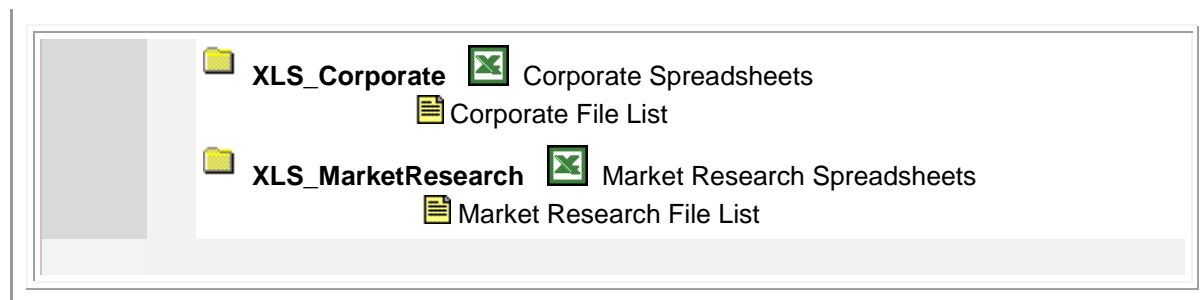 XLS_Corporate Corporate Spreadsheets
Corporate File List
XLS_MarketResearch Market Research Spreadsheets
Market Research File List